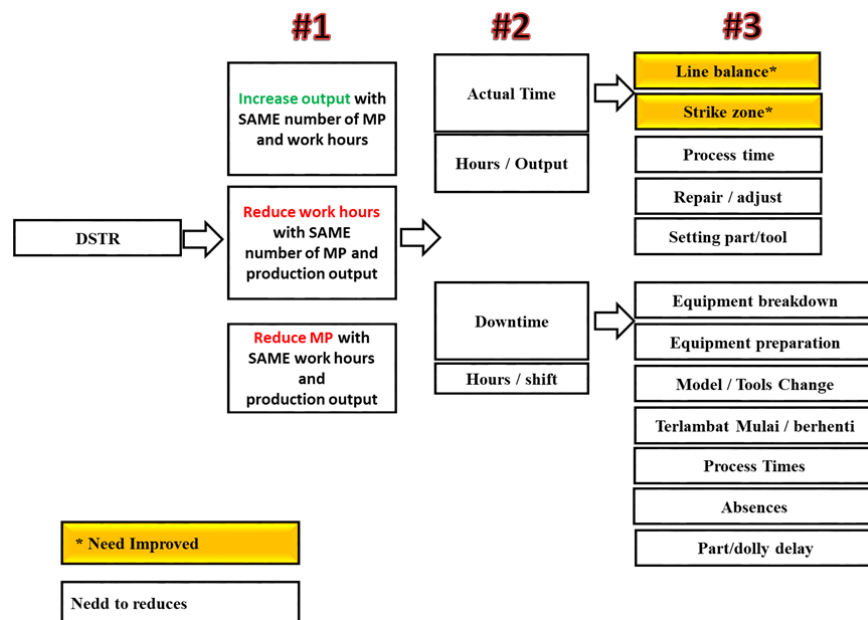 #1
#2
#3
DSTR
Increase output with
SAME number of MP
and work hours
Reduce work hours
with SAME
number of MP and
production output
Reduce MP with
SAME work hours
and
production output
Actual Time
Hours / Output
Downtime
Hours / shift
Line balance*
Strike zone*
Process time
Repair / adjust
Setting part/tool
Equipment breakdown
Equipment preparation
Model / Tools Change
Terlambat Mulai / berhenti
Process Times
Absences
Part/dolly delay
* Need Improved
Nedd to reduces